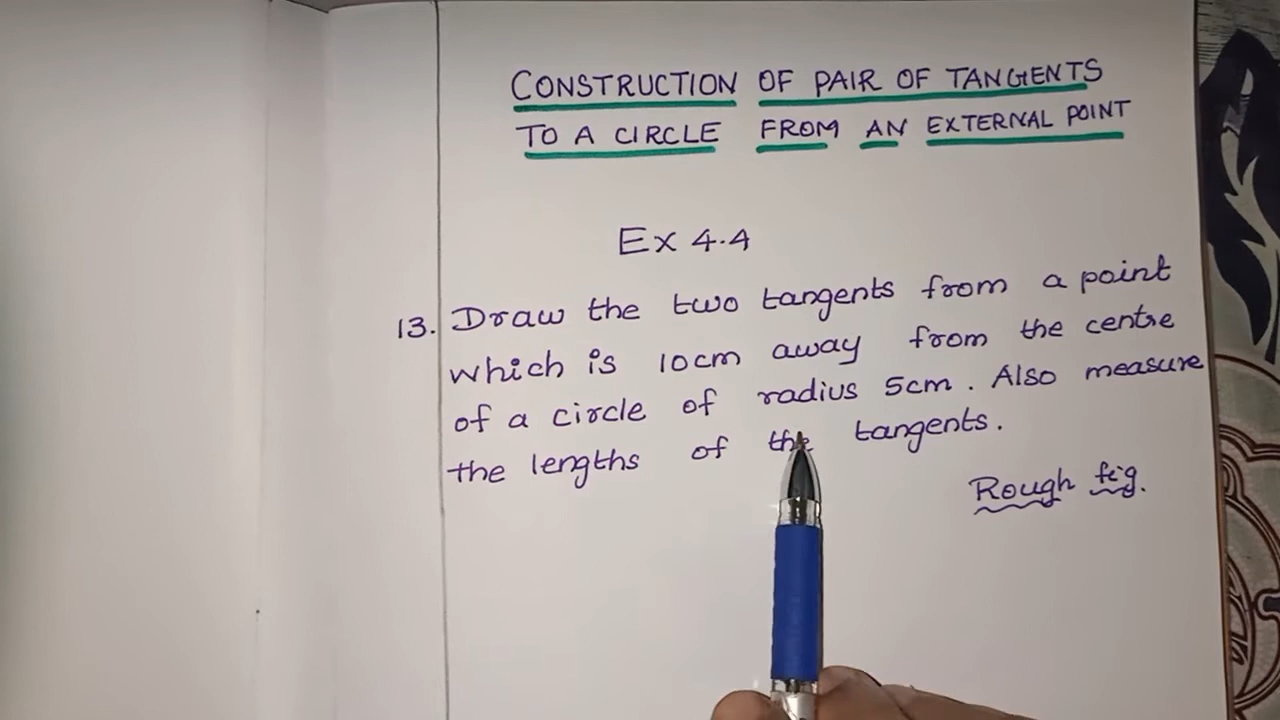 CONSTRUCTION OF PAIR OF TANGENTS
TO A CIRCLE FROM AN EXTERNAL POINT
Ex 4.4
13. Draw the two tangents from a point
which is 10cm away from the centre
of a circle of radius 5cm. Also measure
the lengths of the tangents.
Rough fig.